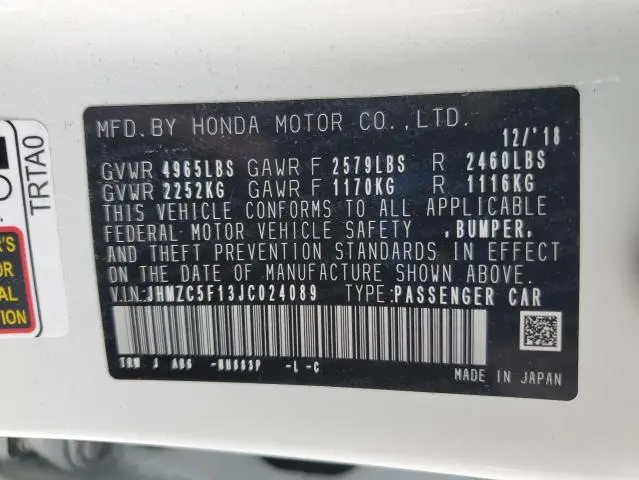 MFD.BY HONDA MOTOR CO.,LTD.
12/'18
GVWR 4965LBS GAWR F 2579LBS R 2460LBS
GVWR 2252KG GAWR F 1170KG R 1116KG
THIS VEHICLE CONFORMS TO ALL APPLICABLE
FEDERAL MOTOR VEHICLE SAFETY ,BUMPER,
AND THEFT PREVENTION STANDARDS IN EFFECT
ON THE DATE OF MANUFACTURE SHOWN ABOVE.
V.I.N:JHMZC5F13JC024089 TYPE:PASSENGER CAR
-L -C
MADE IN JAPAN
TRTA0